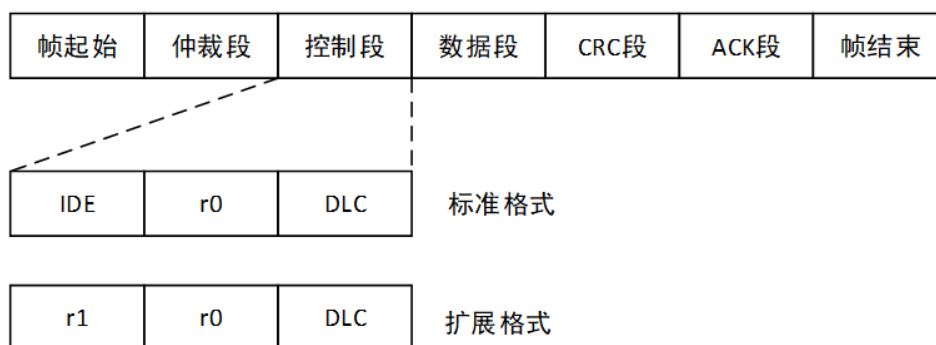 帧起始 仲裁段 控制段 数据段 CRC段 ACK段 帧结束
IDE r0 DLC 标准格式
r1 r0 DLC 扩展格式